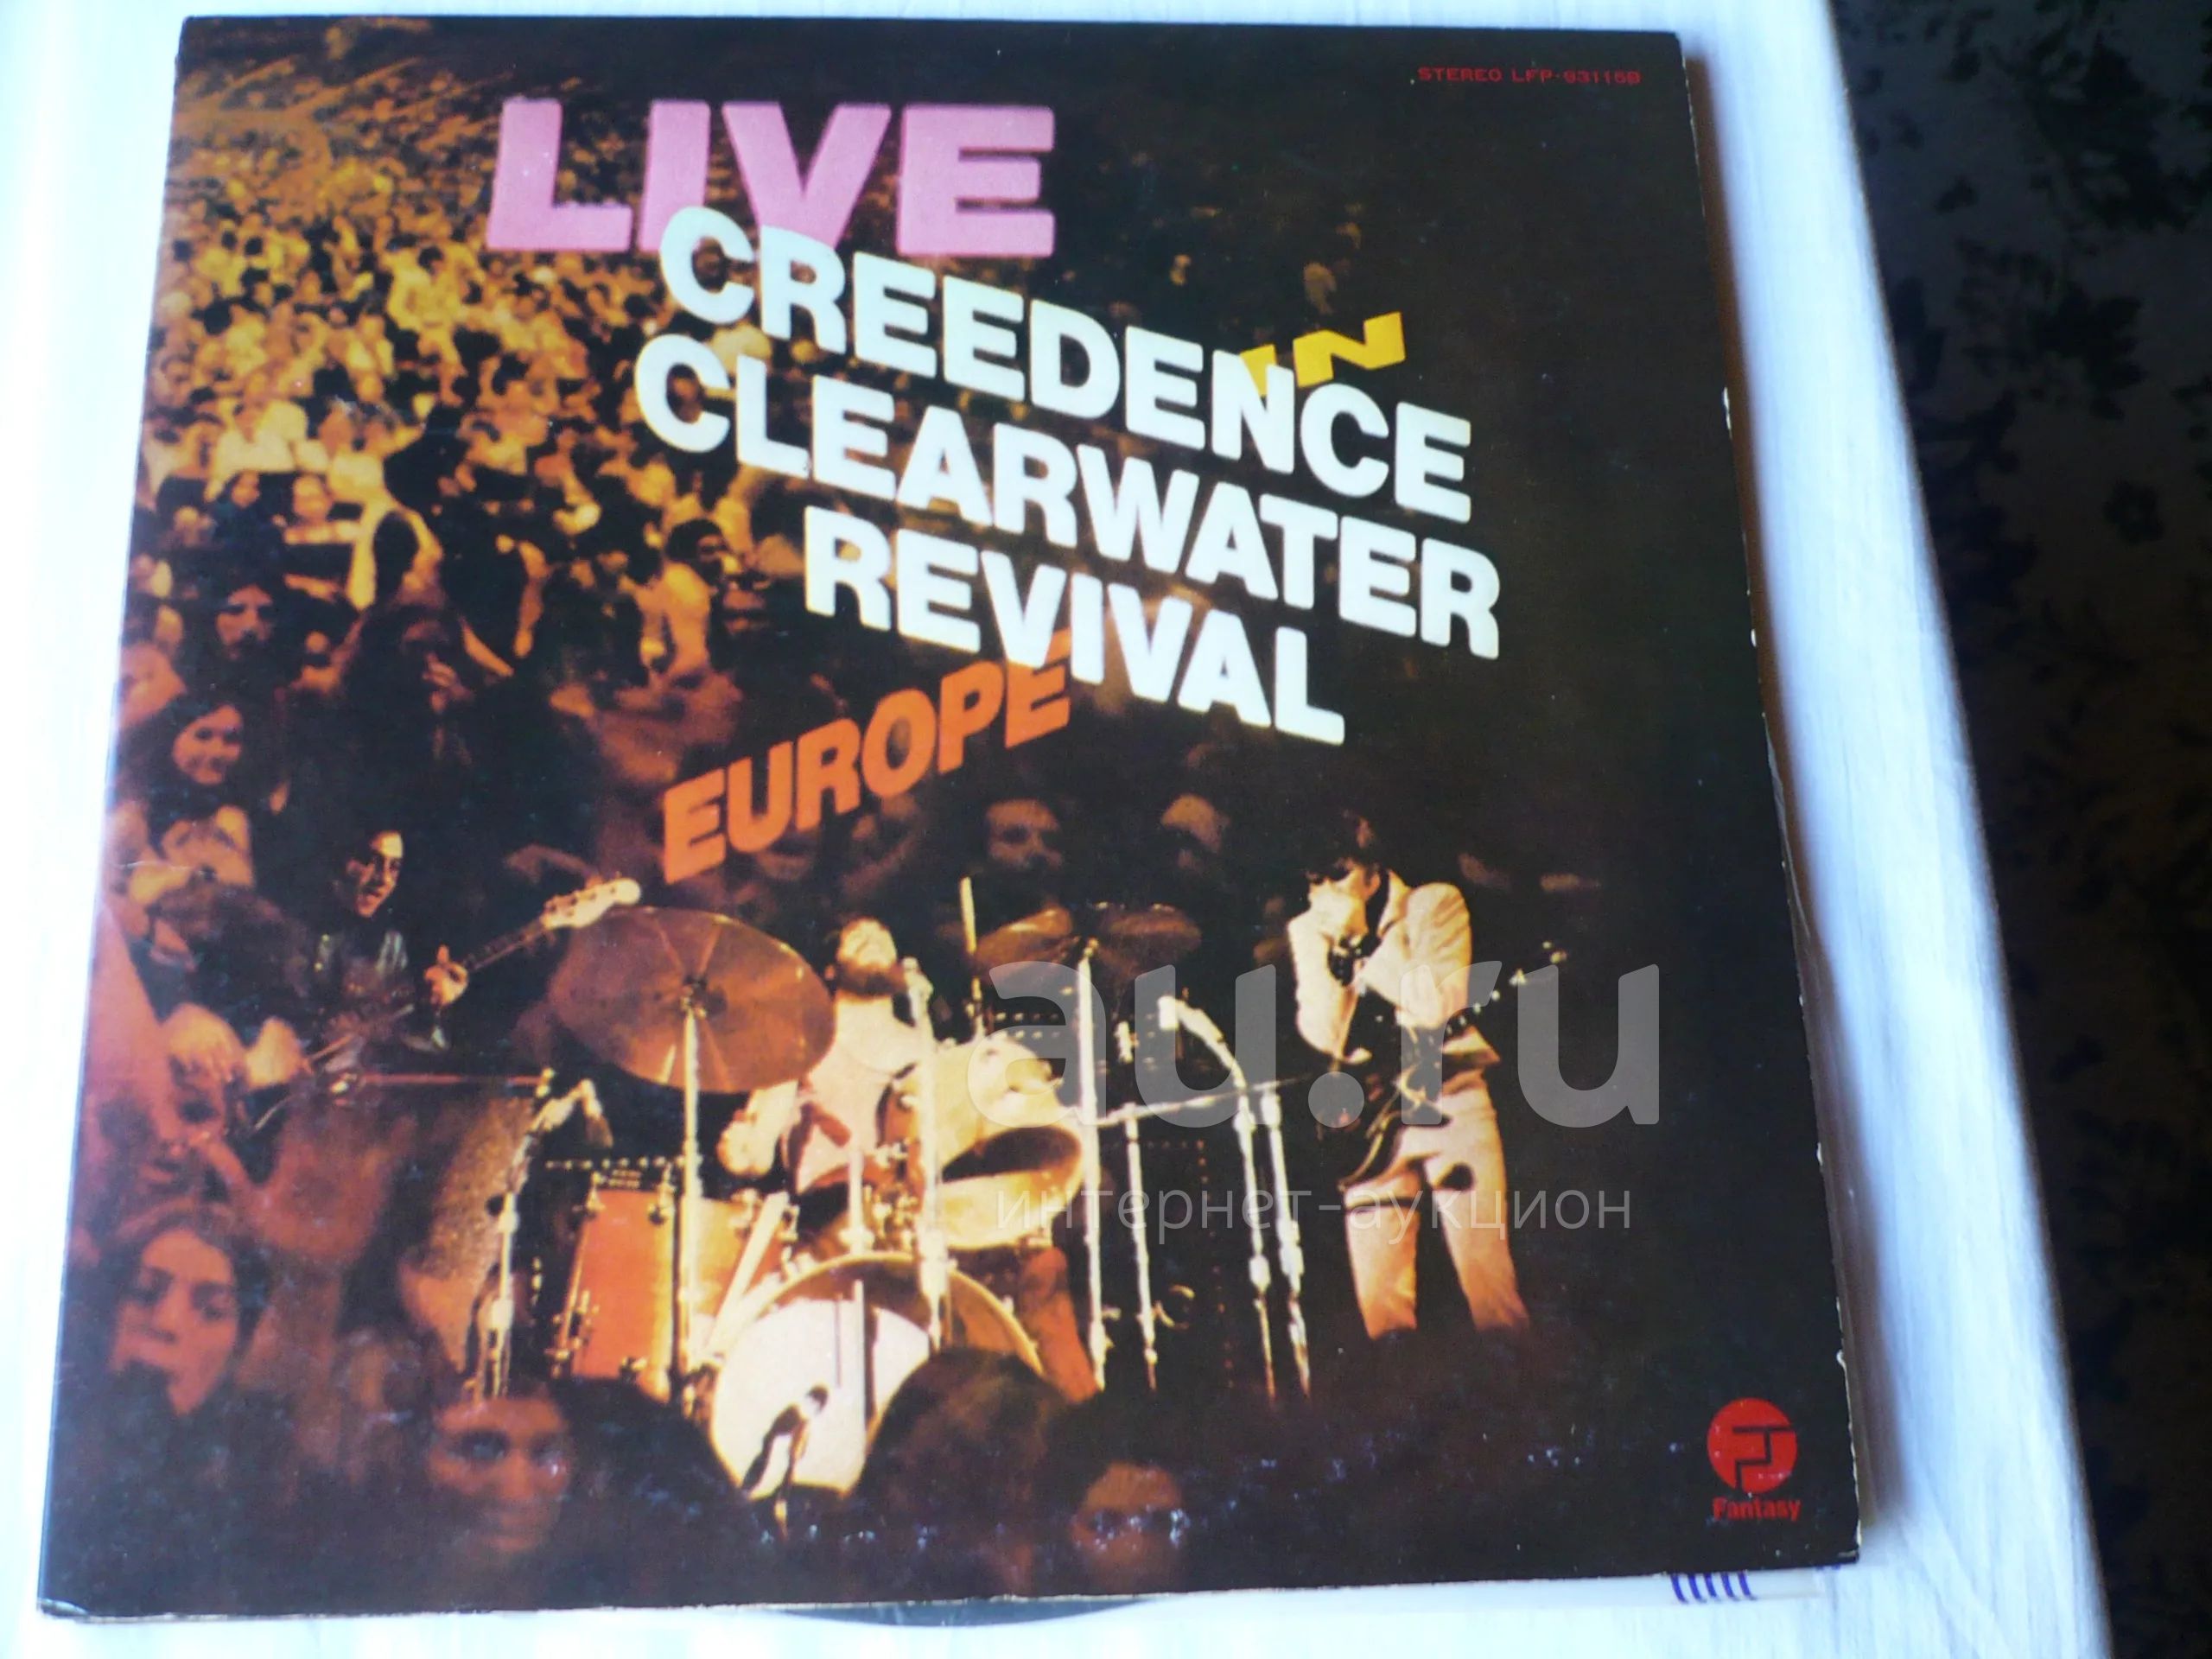 STEREO LFP-93115B
LIVE
IN
CREEDENCE
CLEARWATER
REVIVAL
EUROPE
au.ru
интернет-аукцион
Fantasy